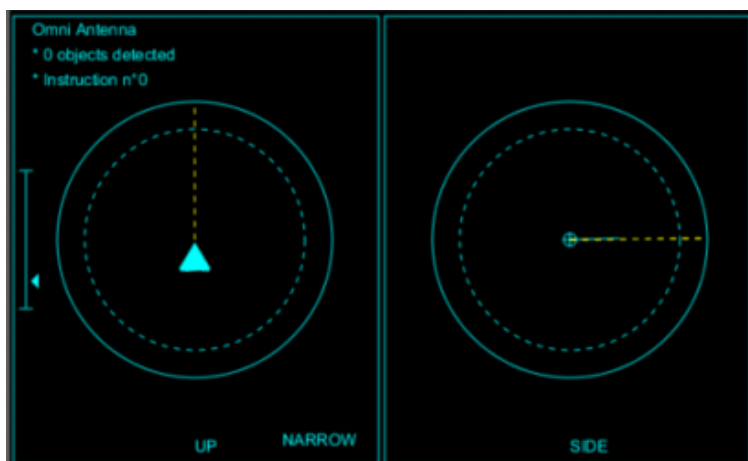 Omni Antenna
* 0 objects detected
* Instruction n°0
UP
NARROW
SIDE